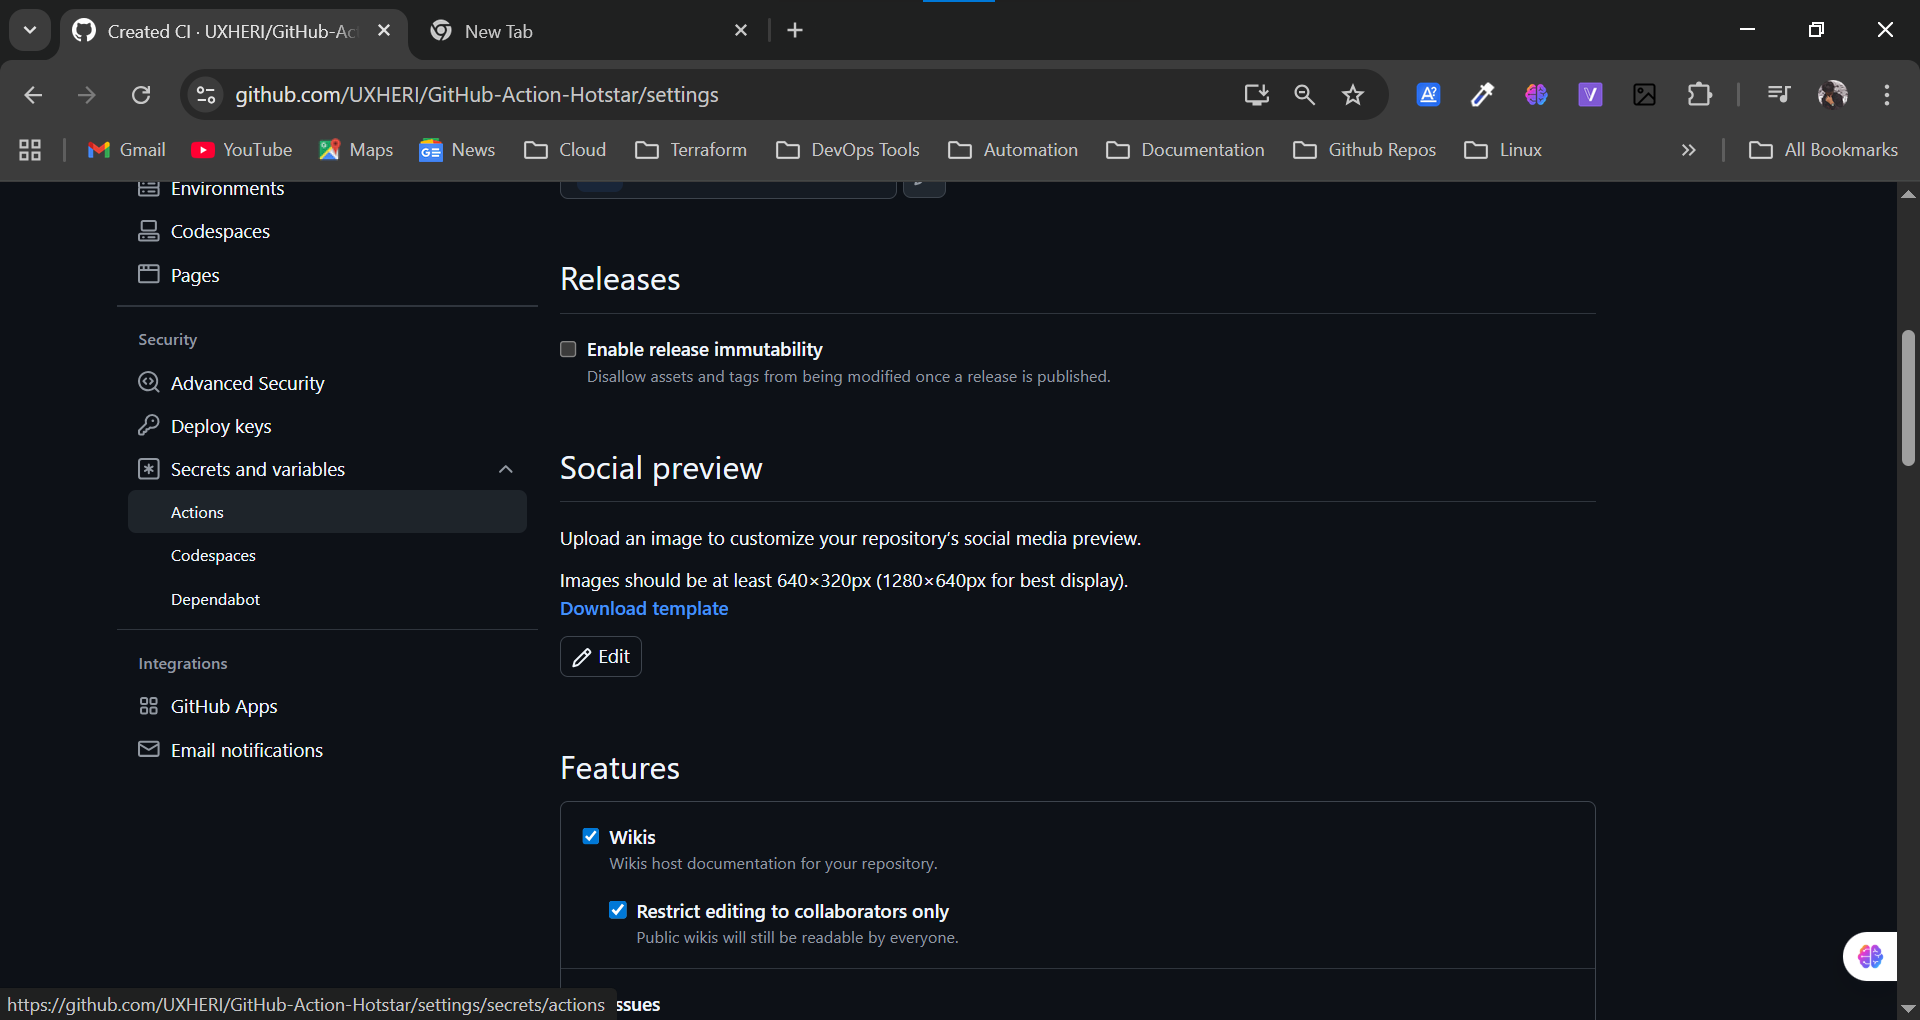 Created CI · UXHERI/GitHub-Ac
New Tab
github.com/UXHERI/GitHub-Action-Hotstar/settings
Gmail
YouTube
Maps
News
Cloud
Terraform
DevOps Tools
Automation
Documentation
Github Repos
Linux
All Bookmarks
Environments
Codespaces
Pages
Security
Advanced Security
Deploy keys
Secrets and variables
Actions
Codespaces
Dependabot
Integrations
GitHub Apps
Email notifications
Releases
Enable release immutability
Disallow assets and tags from being modified once a release is published.
Social preview
Upload an image to customize your repository’s social media preview.
Images should be at least 640×320px (1280×640px for best display).
Download template
Edit
Features
Wikis
Wikis host documentation for your repository.
Restrict editing to collaborators only
Public wikis will still be readable by everyone.
ssues
https://github.com/UXHERI/GitHub-Action-Hotstar/settings/secrets/actions